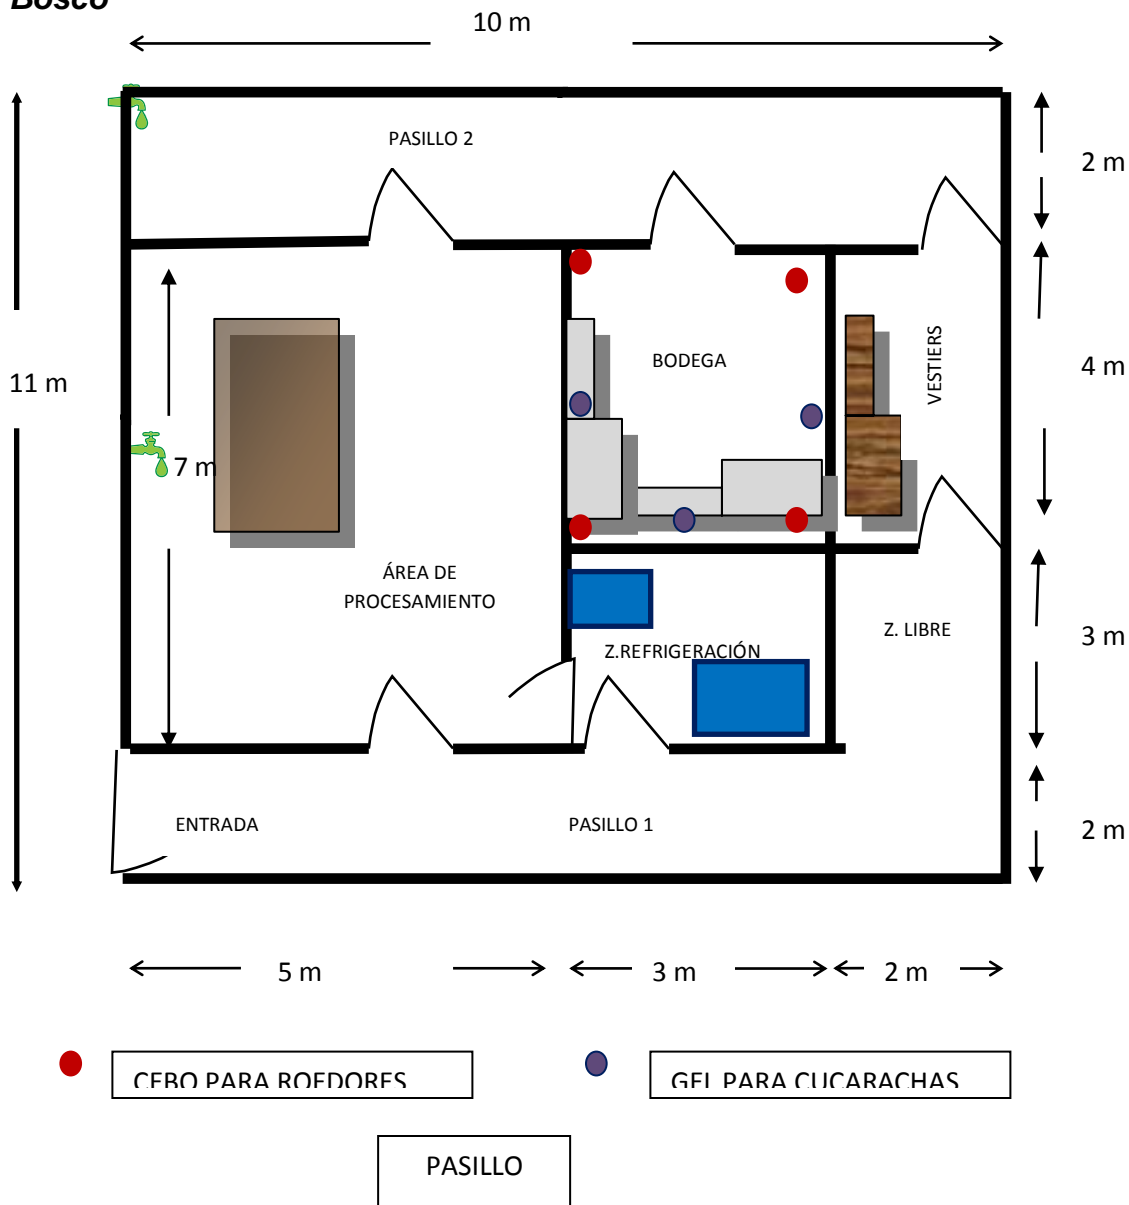 Bosco
10 m
PASILLO 2
2 m
BODEGA
VESTIERS
4 m
11 m
7 m
ÁREA DE
PROCESAMIENTO
Z. LIBRE
3 m
Z.REFRIGERACIÓN
ENTRADA
PASILLO 1
2 m
5 m
3 m
2 m
CEBO PARA ROEDORES
GEL PARA CUCARACHAS
PASILLO